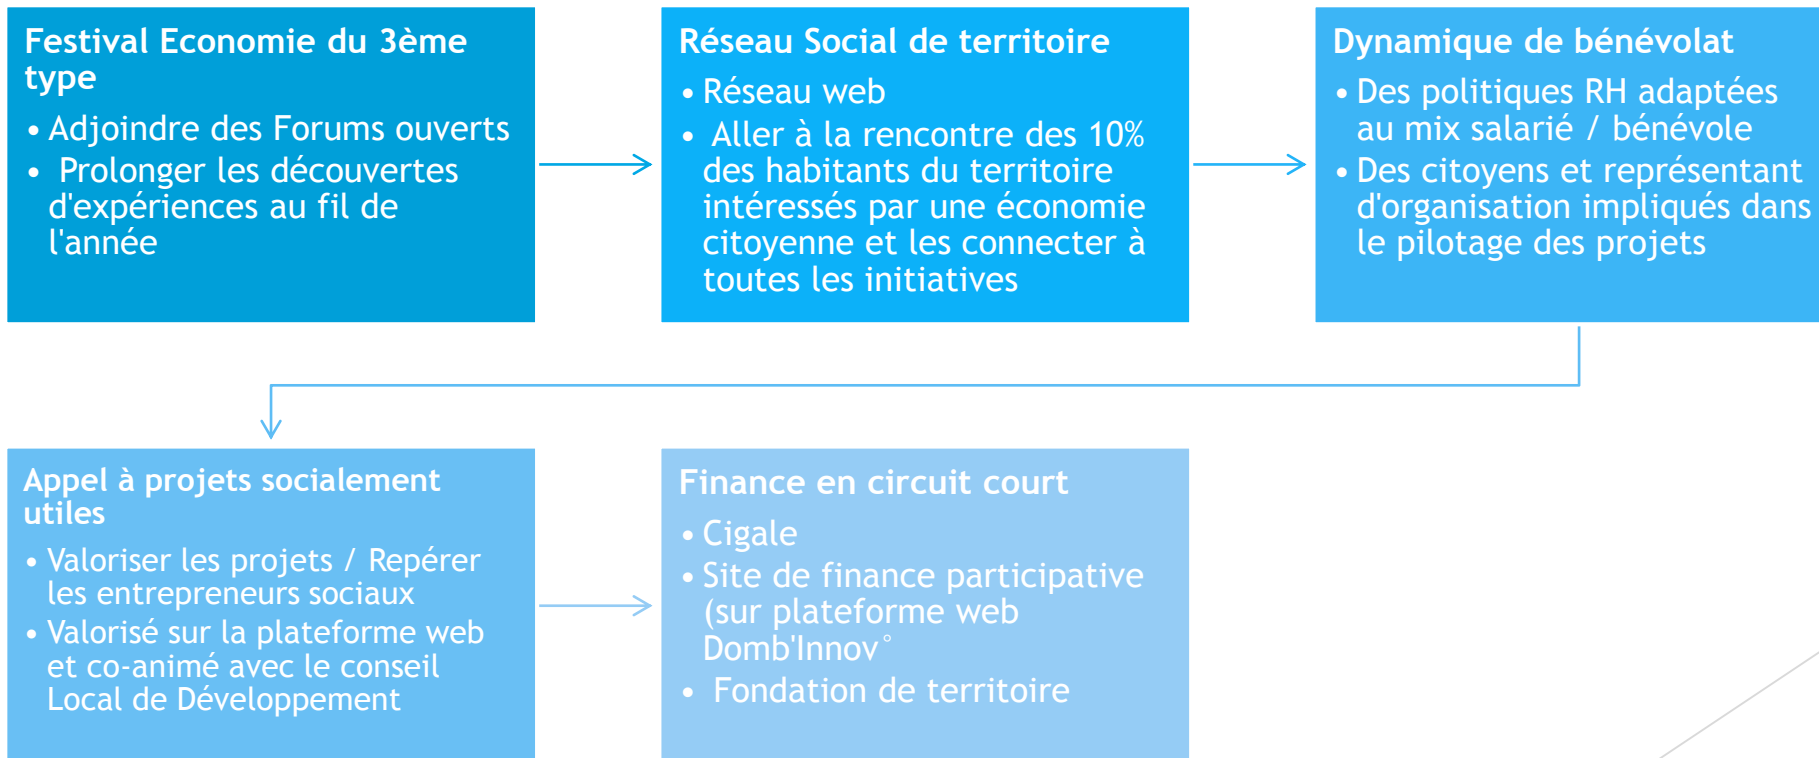 Festival Economie du 3ème
type
• Adjoindre des Forums ouverts
• Prolonger les découvertes
d'expériences au fil de
l'année
Réseau Social de territoire
• Réseau web
• Aller à la rencontre des 10%
des habitants du territoire
intéressés par une économie
citoyenne et les connecter à
toutes les initiatives
Dynamique de bénévolat
• Des politiques RH adaptées
au mix salarié / bénévole
• Des citoyens et représentant
d'organisation impliqués dans
le pilotage des projets
Appel à projets socialement
utiles
• Valoriser les projets / Repérer
les entrepreneurs sociaux
• Valorisé sur la plateforme web
et co-animé avec le conseil
Local de Développement
Finance en circuit court
• Cigale
• Site de finance participative
(sur plateforme web
Domb'Innov°
• Fondation de territoire